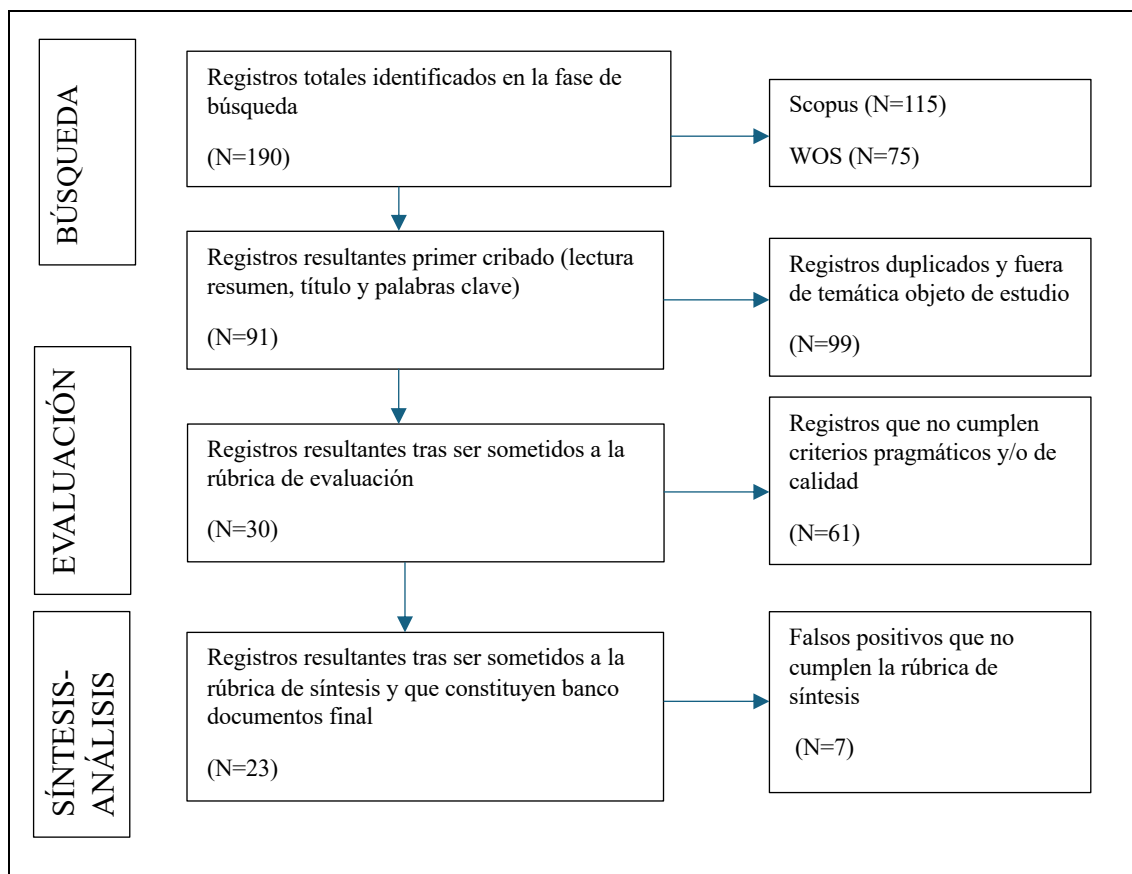 BÚSQUEDA
Registros totales identificados en la fase de
búsqueda
(N=190)
Scopus (N=115)
WOS (N=75)
Registros resultantes primer cribado (lectura
resumen, título y palabras clave)
(N=91)
Registros duplicados y fuera
de temática objeto de estudio
(N=99)
EVALUACIÓN
Registros resultantes tras ser sometidos a la
rúbrica de evaluación
(N=30)
Registros que no cumplen
criterios pragmáticos y/o de
calidad
(N=61)
SÍNTESIS-
ANÁLISIS
Registros resultantes tras ser sometidos a la
rúbrica de síntesis y que constituyen banco
documentos final
(N=23)
Falsos positivos que no
cumplen la rúbrica de
síntesis
(N=7)